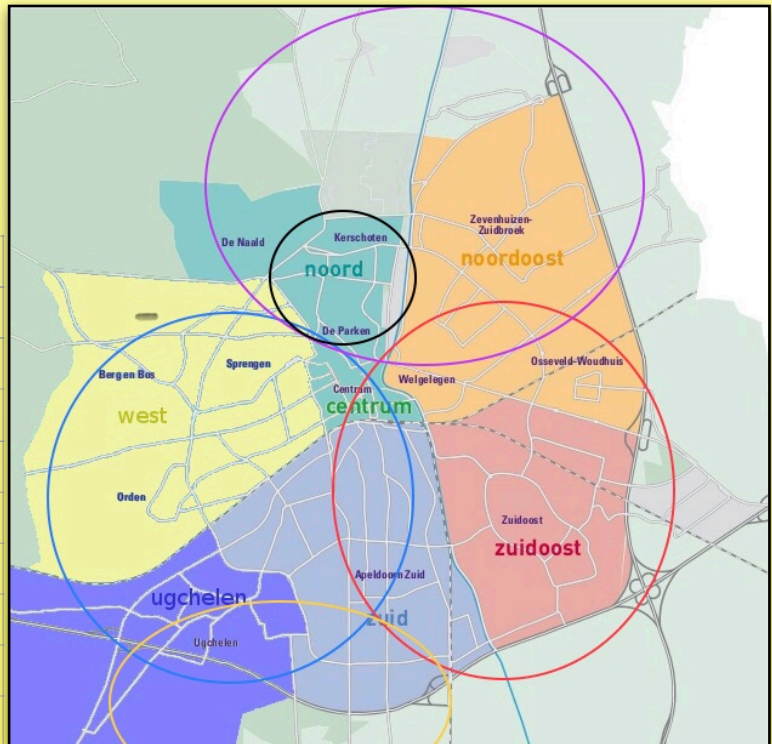 De Naald
Kerschoten
noord
Zevenhuizen-
Zuidbroek
noordoost
De Parken
Bergen Bos
Sprengen
Centrum
centrum
Welgelegen
Osseveld-Woudhuis
west
Orden
Zuidoost
zuidoost
Apeldoorn Zuid
zuid
ugchelen
Ugchelen